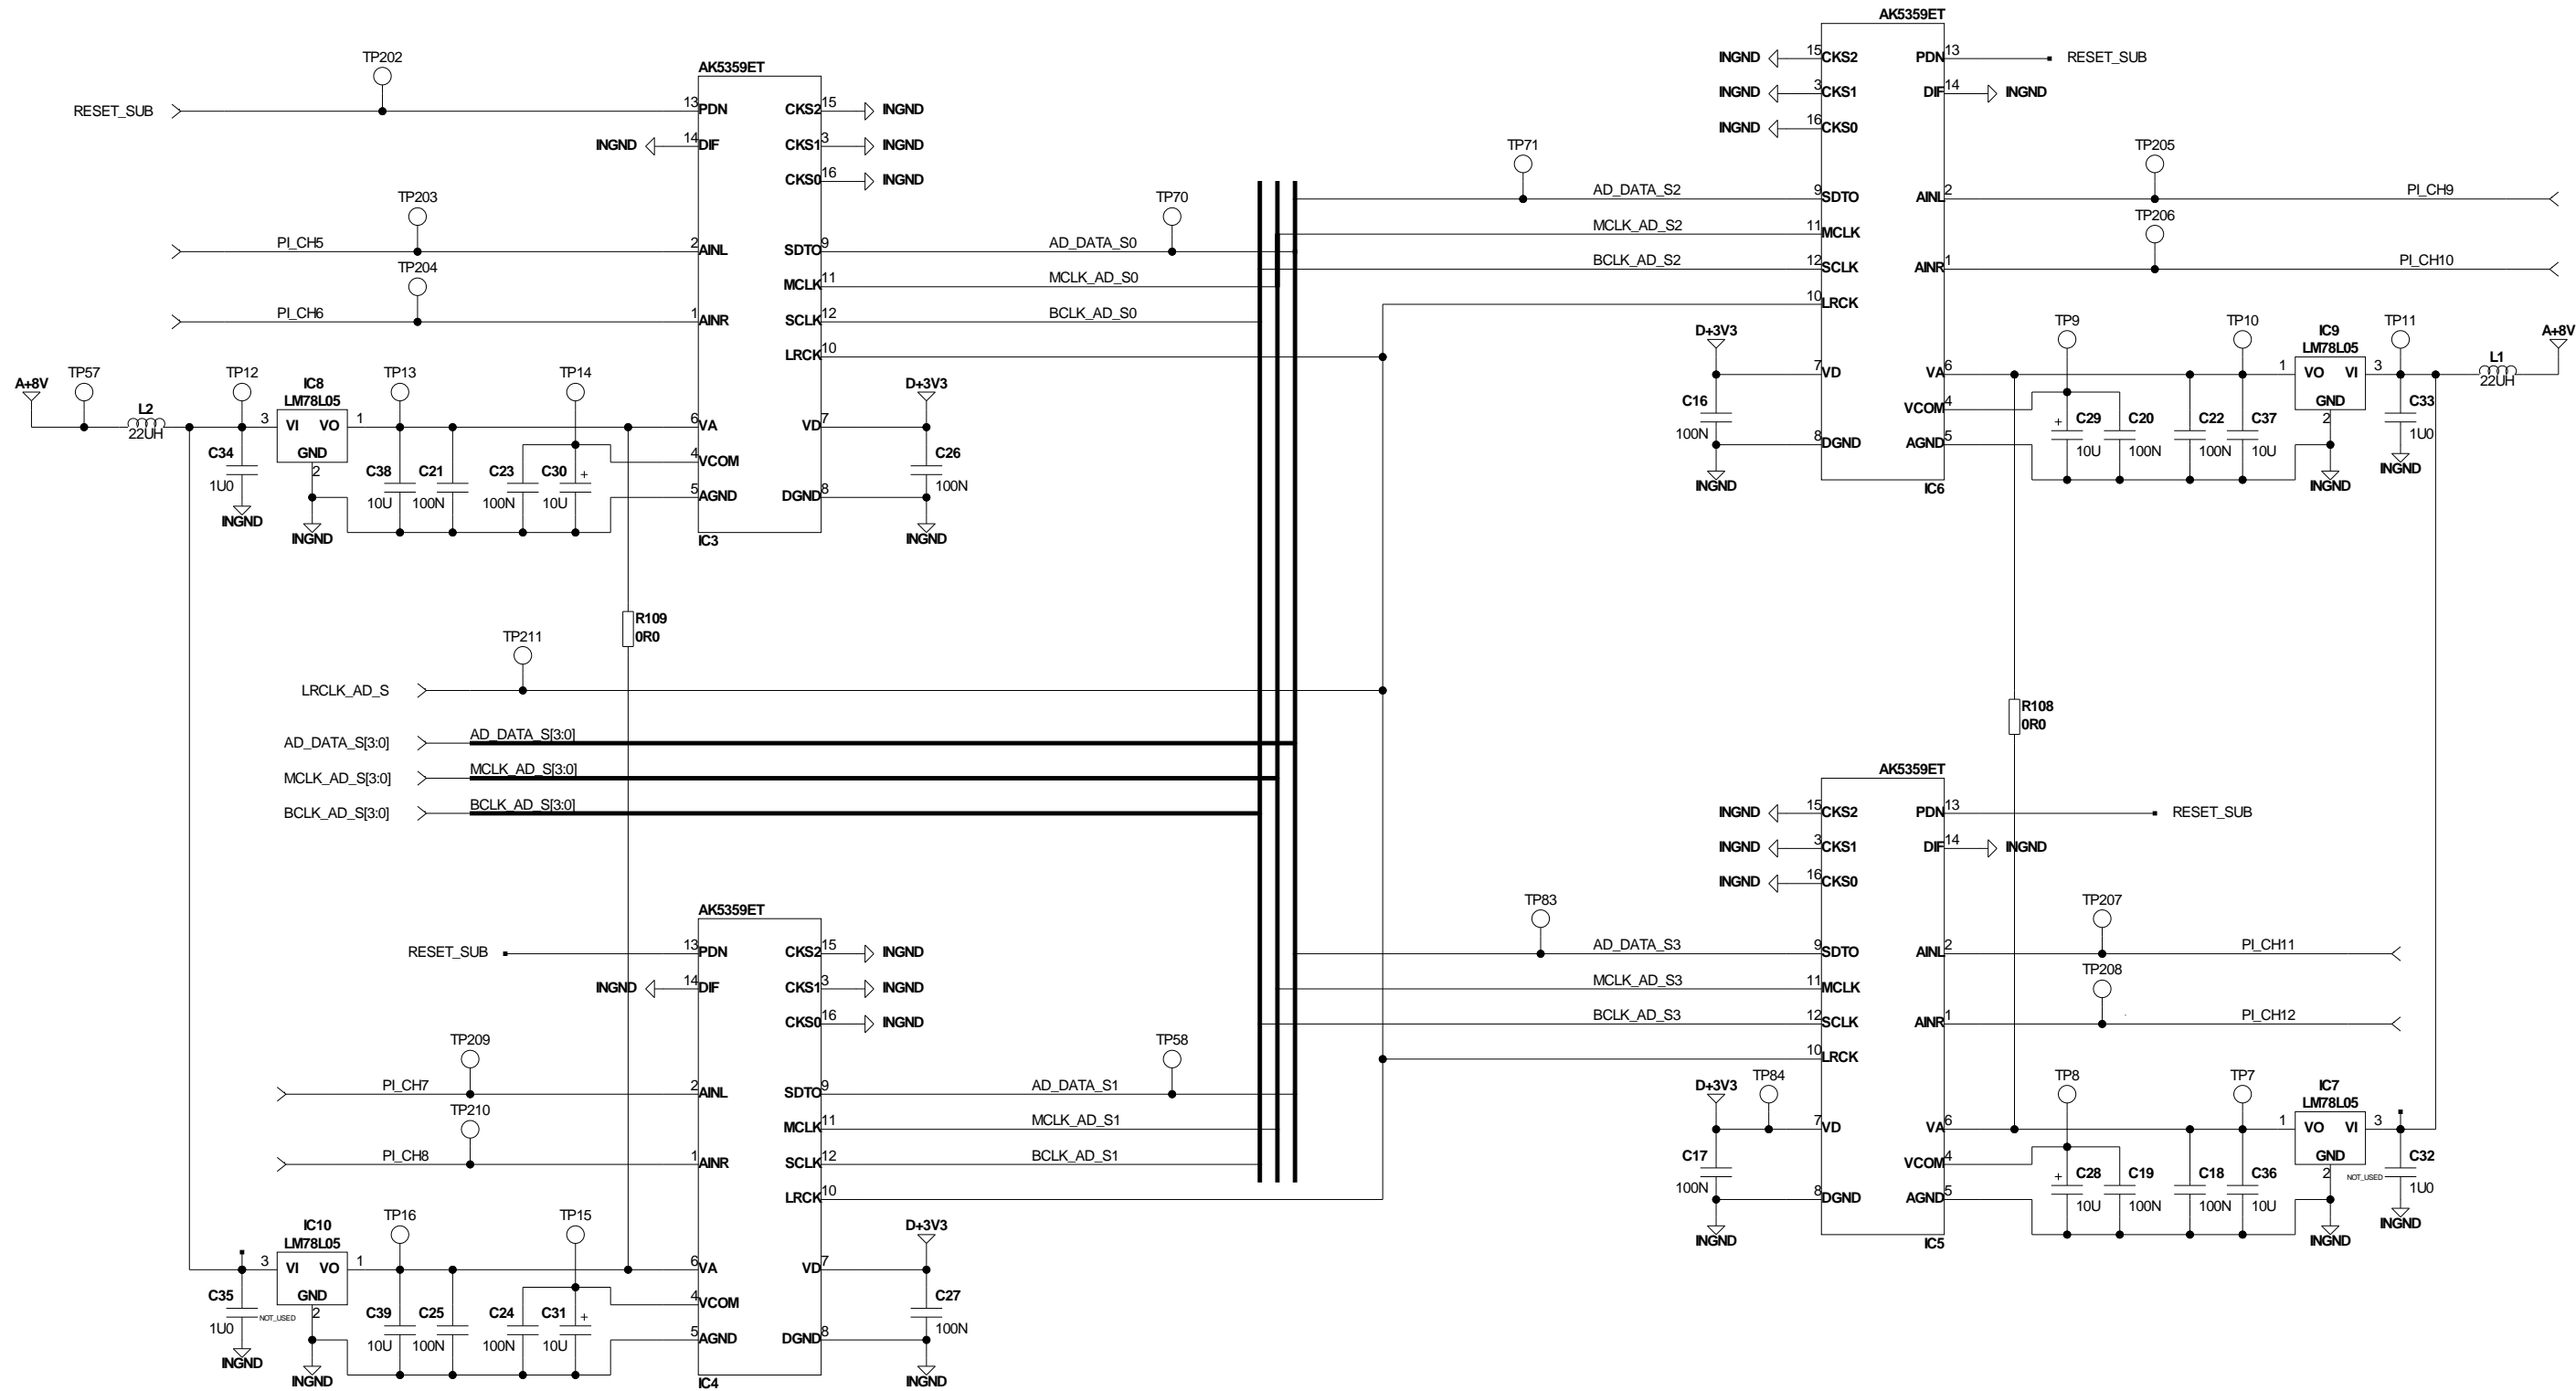 AK5359ET
TP202
RESET_SUB
13 PDN
CKS2 15
INGND
INGND
14 DIF
CKS1 3
INGND
CKS0 16
INGND
TP203
PI_CH5
2 AINL
SDTO 9
AD_DATA_S0
TP70
TP204
MCLK 11
MCLK_AD_S0
PI_CH6
1 AINR
SCLK 12
BCLK_AD_S0
LRCK 10
A+8V
TP57
L2
22UH
TP12
IC8
LM78L05
3 VI VO 1
GND
2
TP13
TP14
6 VA
VD 7
D+3V3
4 VCOM
5 AGND
DGND 8
C34
1U0
INGND
INGND
C38
10U
C21
100N
C23
100N
C30
+
10U
C26
100N
INGND
IC3
R109
0R0
TP211
LRCLK_AD_S
AD_DATA_S[3:0]
AD_DATA_S[3:0]
MCLK_AD_S[3:0]
MCLK_AD_S[3:0]
BCLK_AD_S[3:0]
BCLK_AD_S[3:0]
AK5359ET
RESET_SUB
13 PDN
CKS2 15
INGND
INGND
14 DIF
CKS1 3
INGND
CKS0 16
INGND
TP209
PI_CH7
2 AINL
SDTO 9
AD_DATA_S1
TP58
TP210
MCLK 11
MCLK_AD_S1
PI_CH8
1 AINR
SCLK 12
BCLK_AD_S1
LRCK 10
IC10
LM78L05
3 VI VO 1
GND
2
TP16
TP15
6 VA
VD 7
D+3V3
4 VCOM
5 AGND
DGND 8
C35
1U0
NOT_USED
INGND
INGND
C39
10U
C25
100N
C24
100N
C31
+
10U
C27
100N
INGND
IC4
AK5359ET
INGND
15 CKS2
PDN 13
RESET_SUB
INGND
3 CKS1
DIF 14
INGND
INGND
16 CKS0
TP71
AD_DATA_S2
9 SDTO
AINL 2
TP205
PI_CH9
MCLK_AD_S2
11 MCLK
TP206
BCLK_AD_S2
12 SCLK
AINR 1
PI_CH10
10 LRCK
D+3V3
7 VD
VA 6
TP9
TP10
IC9
LM78L05
1 VO VI 3
GND
2
TP11
L1
22UH
A+8V
VCOM 4
8 DGND
AGND 5
C16
100N
INGND
C29
+
10U
C20
100N
C22
100N
C37
10U
INGND
C33
1U0
INGND
IC6
R108
0R0
AK5359ET
INGND
15 CKS2
PDN 13
RESET_SUB
INGND
3 CKS1
DIF 14
INGND
INGND
16 CKS0
TP83
AD_DATA_S3
9 SDTO
AINL 2
TP207
PI_CH11
MCLK_AD_S3
11 MCLK
TP208
BCLK_AD_S3
12 SCLK
AINR 1
PI_CH12
10 LRCK
D+3V3
TP84
7 VD
VA 6
TP8
TP7
IC7
LM78L05
1 VO VI 3
GND
2
VCOM 4
8 DGND
AGND 5
C17
100N
INGND
C28
+
10U
C19
100N
C18
100N
C36
10U
INGND
C32
NOT_USED
1U0
INGND
IC5